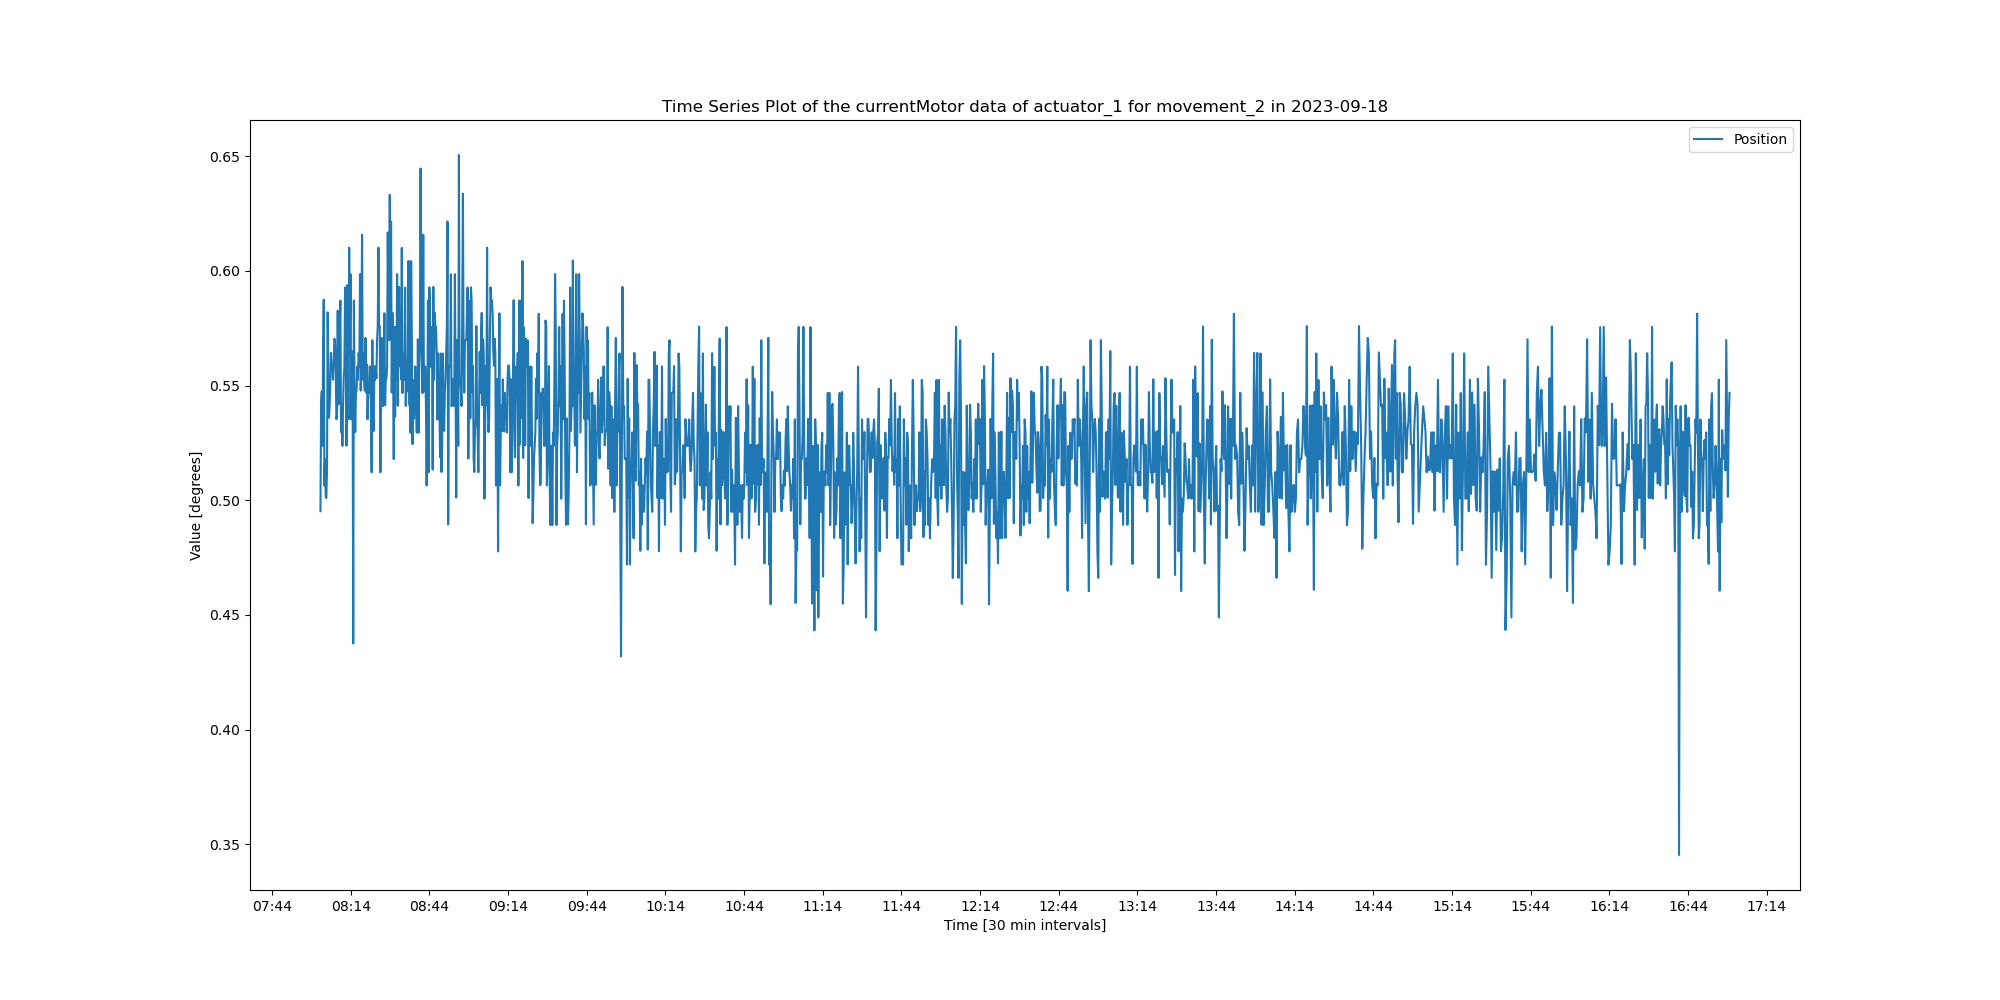 Time Series Plot of the currentMotor data of actuator_1 for movement_2 in 2023-09-18
Position
0.65
0.60
0.55
0.50
0.45
0.40
0.35
Value [degrees]
07:44 08:14 08:44 09:14 09:44 10:14 10:44 11:14 11:44 12:14 12:44 13:14 13:44 14:14 14:44 15:14 15:44 16:14 16:44 17:14
Time [30 min intervals]